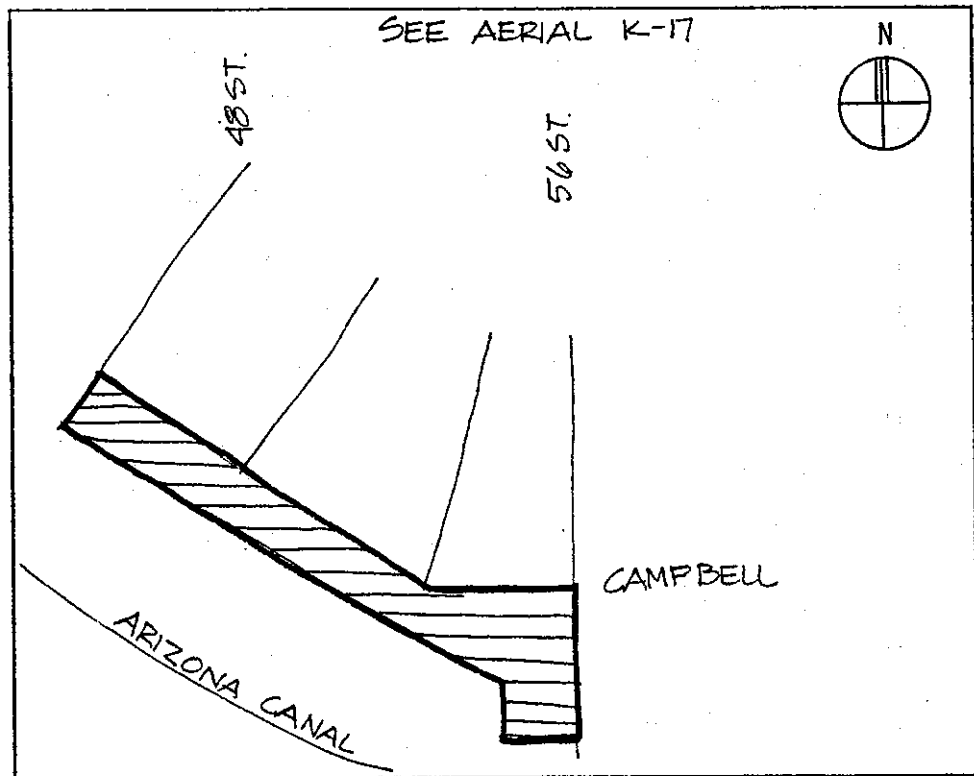 SEE AERIAL K-17
N
48 ST.
56 ST.
CAMPBELL
ARIZONA CANAL